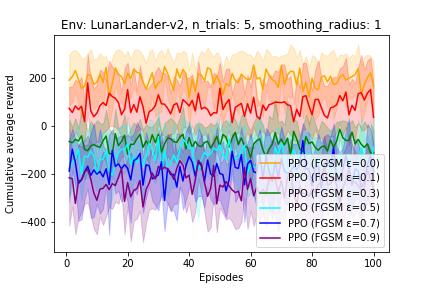 Env: LunarLander-v2, n_trials: 5, smoothing_radius: 1
Cumulative average reward
200
0
−200
−400
0
20
40
60
80
100
Episodes
PPO (FGSM ε=0.0)
PPO (FGSM ε=0.1)
PPO (FGSM ε=0.3)
PPO (FGSM ε=0.5)
PPO (FGSM ε=0.7)
PPO (FGSM ε=0.9)